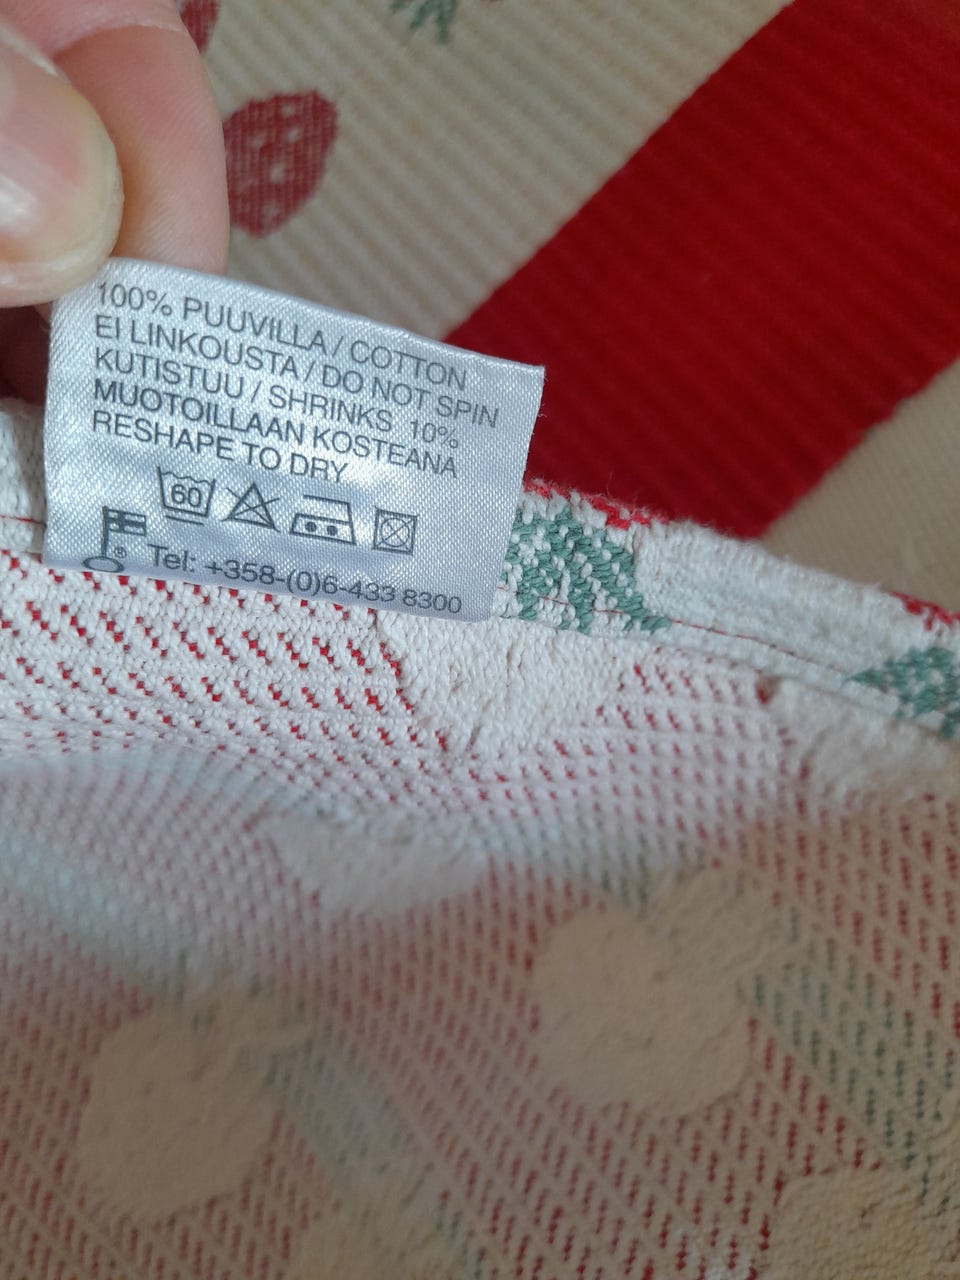 100% PUUVILLA / COTTON
EI LINKOUSTA / DO NOT SPIN
KUTISTUU / SHRINKS 10%
MUOTOILLAAN KOSTEANA
RESHAPE TO DRY
60
® Tel: +358-(0)6-433 8300